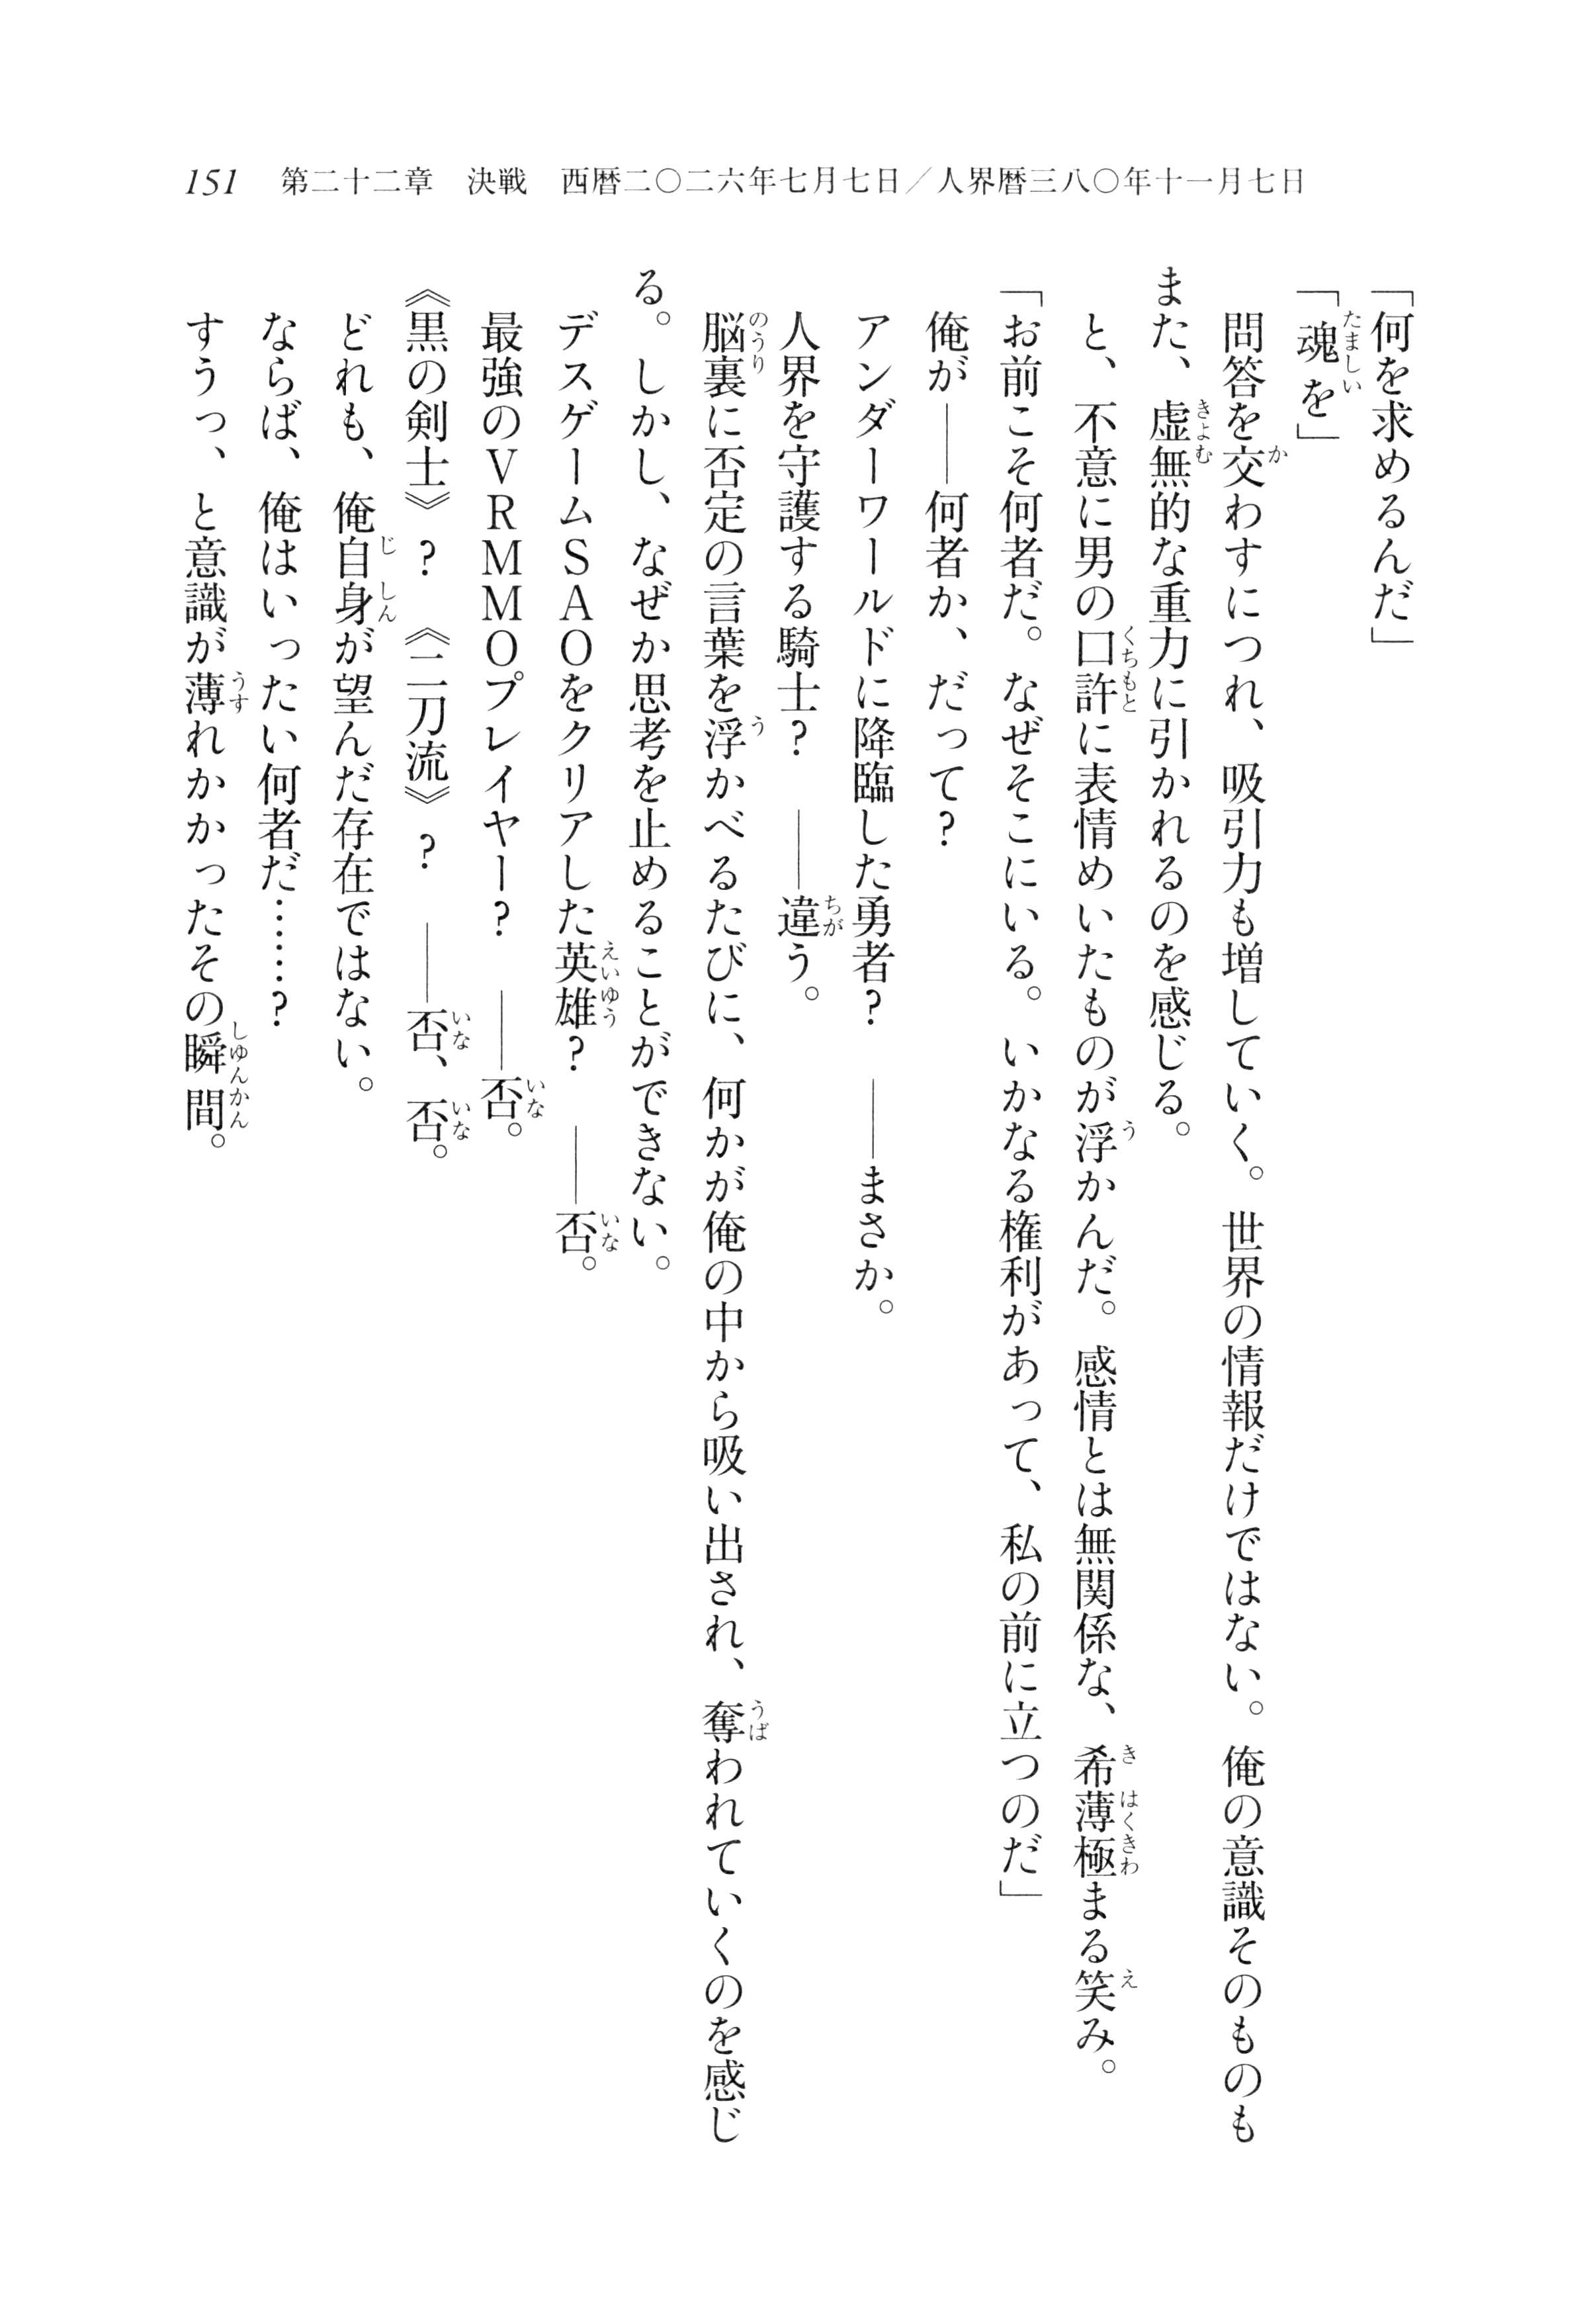 151　第二十二章　決戦　西暦二〇二六年七月七日／人界暦三八〇年十一月七日
「何を求めるんだ」
「魂を」
　問答を交わすにつれ、吸引力も増していく。世界の情報だけではない。俺の意識そのものも
また、虚無的な重力に引かれるのを感じる。
　と、不意に男の口許に表情めいたものが浮かんだ。感情とは無関係な、希薄極まる笑み。
「お前こそ何者だ。なぜそこにいる。いかなる権利があって、私の前に立つのだ」
　俺が――何者か、だって？
　アンダーワールドに降臨した勇者？　――まさか。
　人界を守護する騎士？　――違う。
　脳裏に否定の言葉を浮かべるたびに、何かが俺の中から吸い出され、奪われていくのを感じ
る。しかし、なぜか思考を止めることができない。
　デスゲームＳＡＯをクリアした英雄？　――否。
　最強のＶＲＭＭＯプレイヤー？　――否。
　《黒の剣士》？　《二刀流》？　――否、否。
　どれも、俺自身が望んだ存在ではない。
　ならば、俺はいったい何者だ……？
　すうっ、と意識が薄れかかったその瞬間。